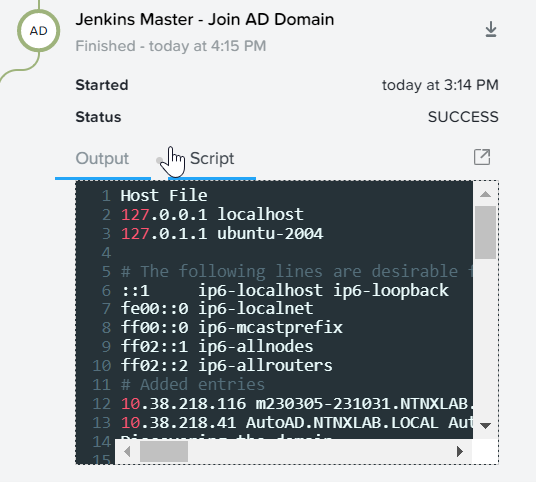 AD
Jenkins Master - Join AD Domain
Finished - today at 4:15 PM
Started today at 3:14 PM
Status SUCCESS
Output Script
1 Host File
2 127.0.0.1 localhost
3 127.0.1.1 ubuntu-2004
4
5 # The following lines are desirable f
6 ::1 ip6-localhost ip6-loopback
7 fe00::0 ip6-localnet
8 ff00::0 ip6-mcastprefix
9 ff02::1 ip6-allnodes
10 ff02::2 ip6-allrouters
11 # Added entries
12 10.38.218.116 m230305-231031.NTNXLAB.
13 10.38.218.41 AutoAD.NTNXLAB.LOCAL Aut
14 Discovering the domain
15